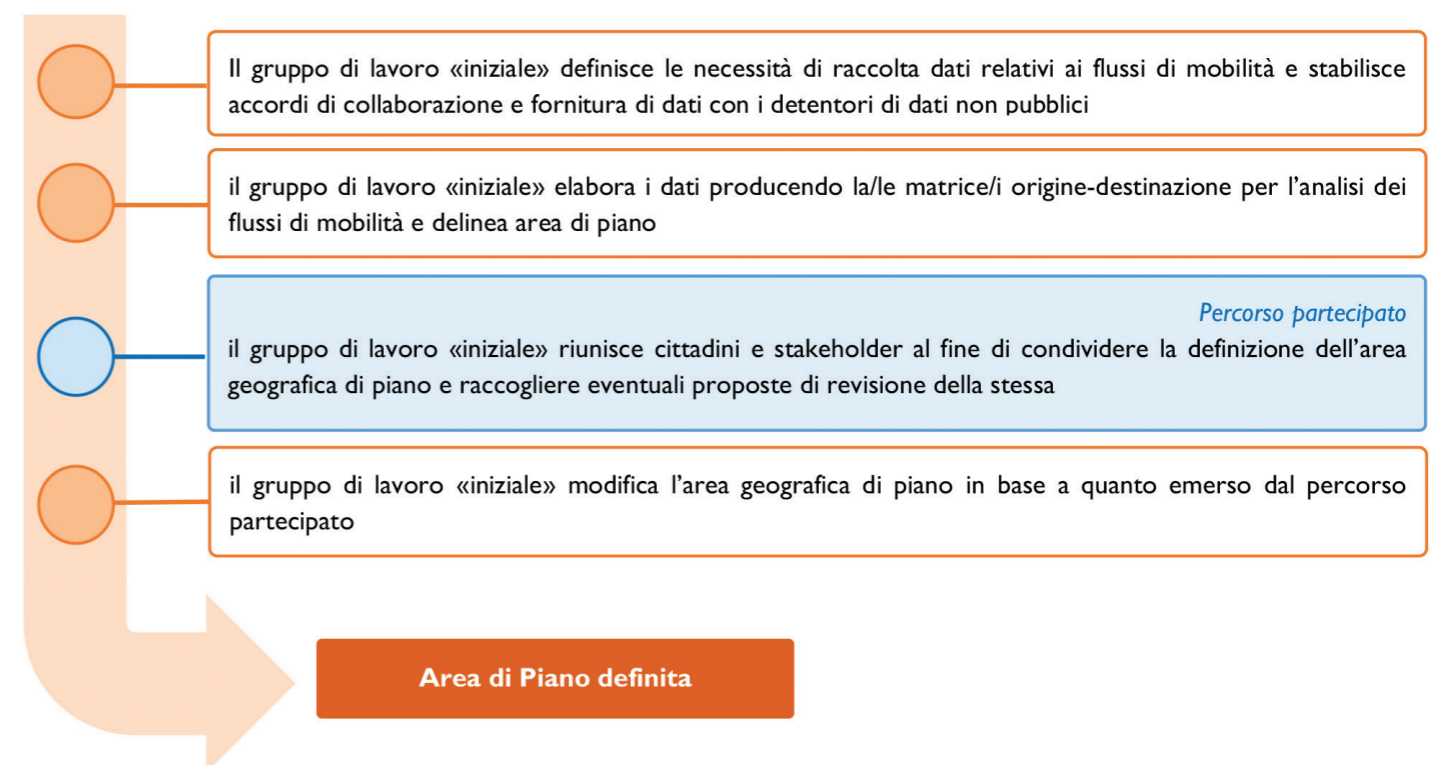 Il gruppo di lavoro «iniziale» definisce le necessità di raccolta dati relativi ai flussi di mobilità e stabilisce
accordi di collaborazione e fornitura di dati con i detentori di dati non pubblici
il gruppo di lavoro «iniziale» elabora i dati producendo la/le matrice/i origine-destinazione per l’analisi dei
flussi di mobilità e delinea area di piano
Percorso partecipato
il gruppo di lavoro «iniziale» riunisce cittadini e stakeholder al fine di condividere la definizione dell’area
geografica di piano e raccogliere eventuali proposte di revisione della stessa
il gruppo di lavoro «iniziale» modifica l’area geografica di piano in base a quanto emerso dal percorso
partecipato
Area di Piano definita